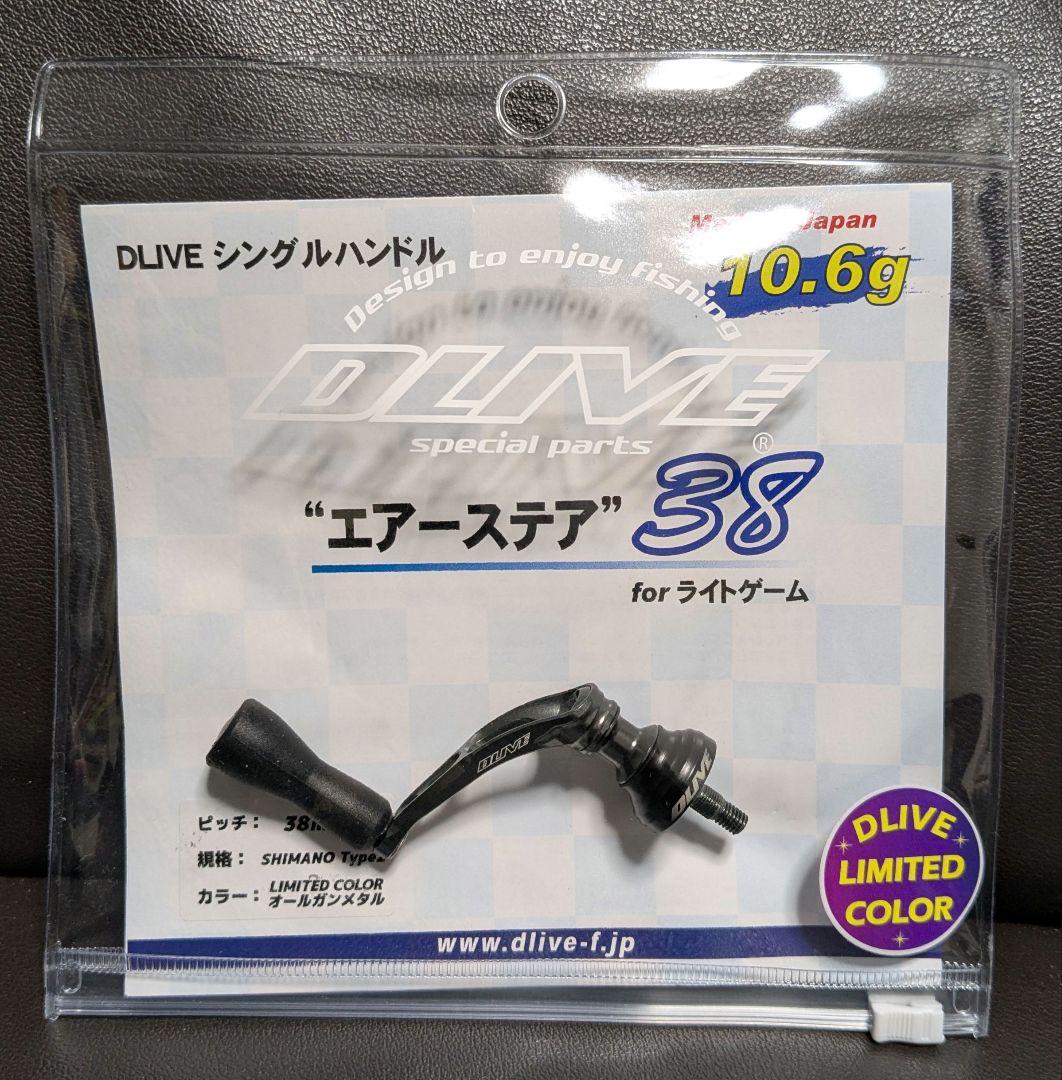 DLIVE シングルハンドル
Japan
10.6g
Design to enjoy fishing
DLIVE
special parts
®
“エアーステア” 38
for ライトゲーム
DLIVE
DLIVE
ピッチ：
規格： SHIMANO
カラー： LIMITED COLOR
オールガンメタル
DLIVE
LIMITED
COLOR
www.dlive-f.jp